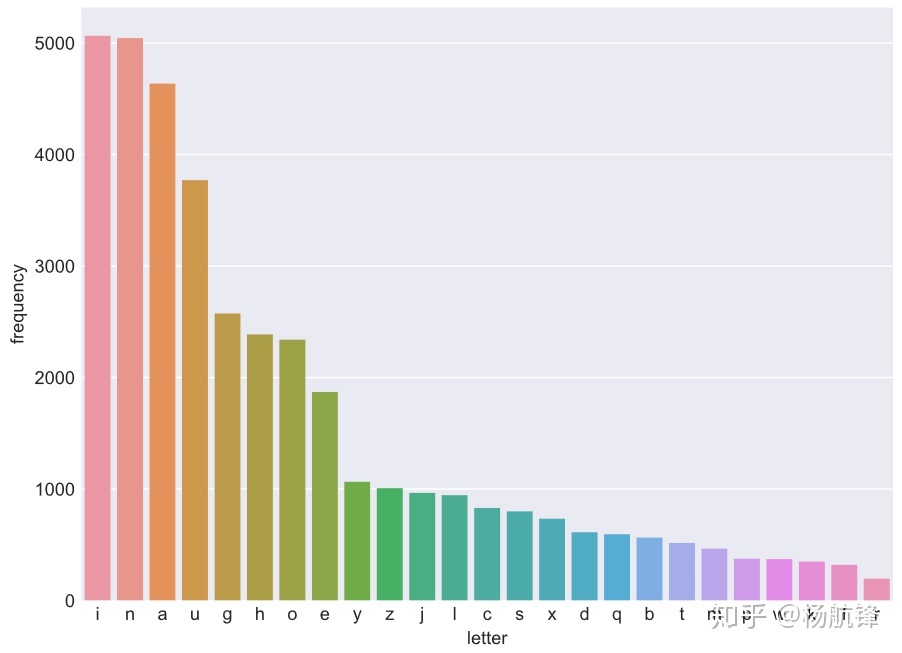 5000
4000
3000
2000
1000
0
frequency
i n a u g h o e y z j l c s x d q b t m p w k f r
letter
知乎 @杨航锋